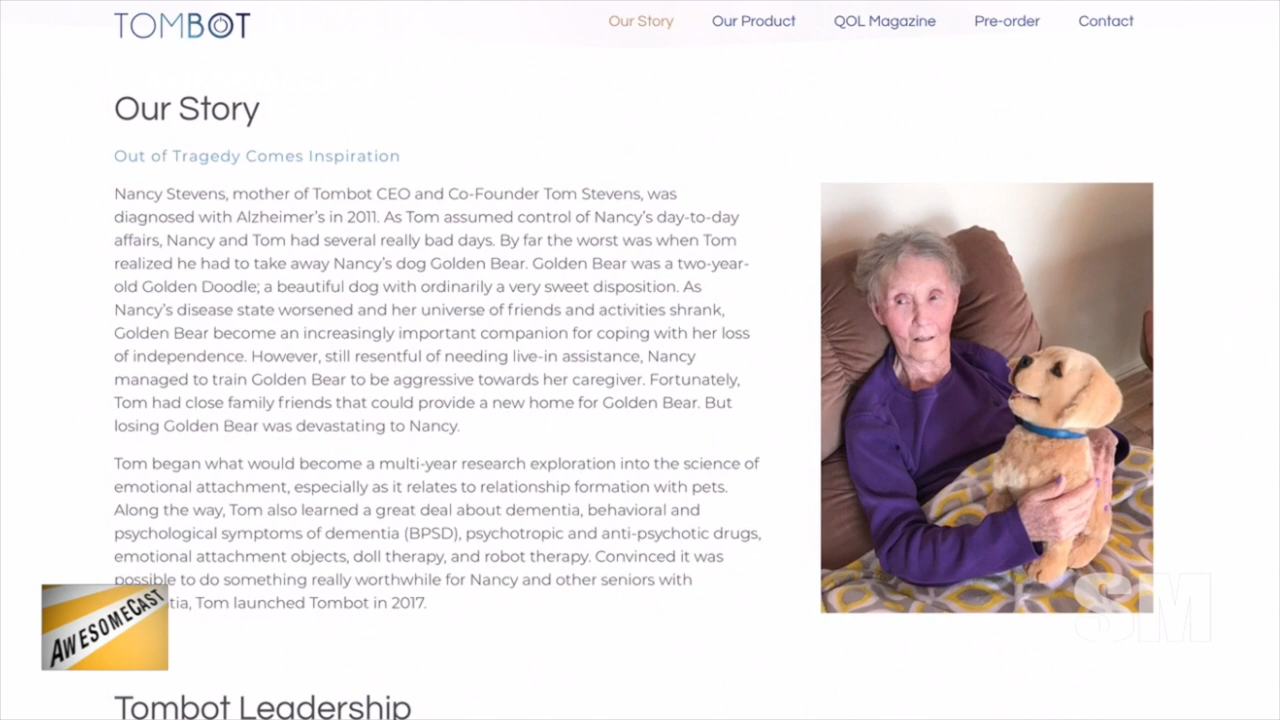 TOMBOT
Our Story Our Product QOL Magazine Pre-order Contact
Our Story
Out of Tragedy Comes Inspiration
Nancy Stevens, mother of Tombot CEO and Co-Founder Tom Stevens, was
diagnosed with Alzheimer's in 2011. As Tom assumed control of Nancy's day-to-day
affairs, Nancy and Tom had several really bad days. By far the worst was when Tom
realized he had to take away Nancy's dog Golden Bear. Golden Bear was a two-year-
old Golden Doodle; a beautiful dog with ordinarily a very sweet disposition. As
Nancy's disease state worsened and her universe of friends and activities shrank,
Golden Bear become an increasingly important companion for coping with her loss
of independence. However, still resentful of needing live-in assistance, Nancy
managed to train Golden Bear to be aggressive towards her caregiver. Fortunately,
Tom had close family friends that could provide a new home for Golden Bear. But
losing Golden Bear was devastating to Nancy.
Tom began what would become a multi-year research exploration into the science of
emotional attachment, especially as it relates to relationship formation with pets.
Along the way, Tom also learned a great deal about dementia, behavioral and
psychological symptoms of dementia (BPSD), psychotropic and anti-psychotic drugs,
emotional attachment objects, doll therapy, and robot therapy. Convinced it was
possible to do something really worthwhile for Nancy and other seniors with
tia, Tom launched Tombot in 2017.
AWESOMECAST
SM
Tombot Leadership